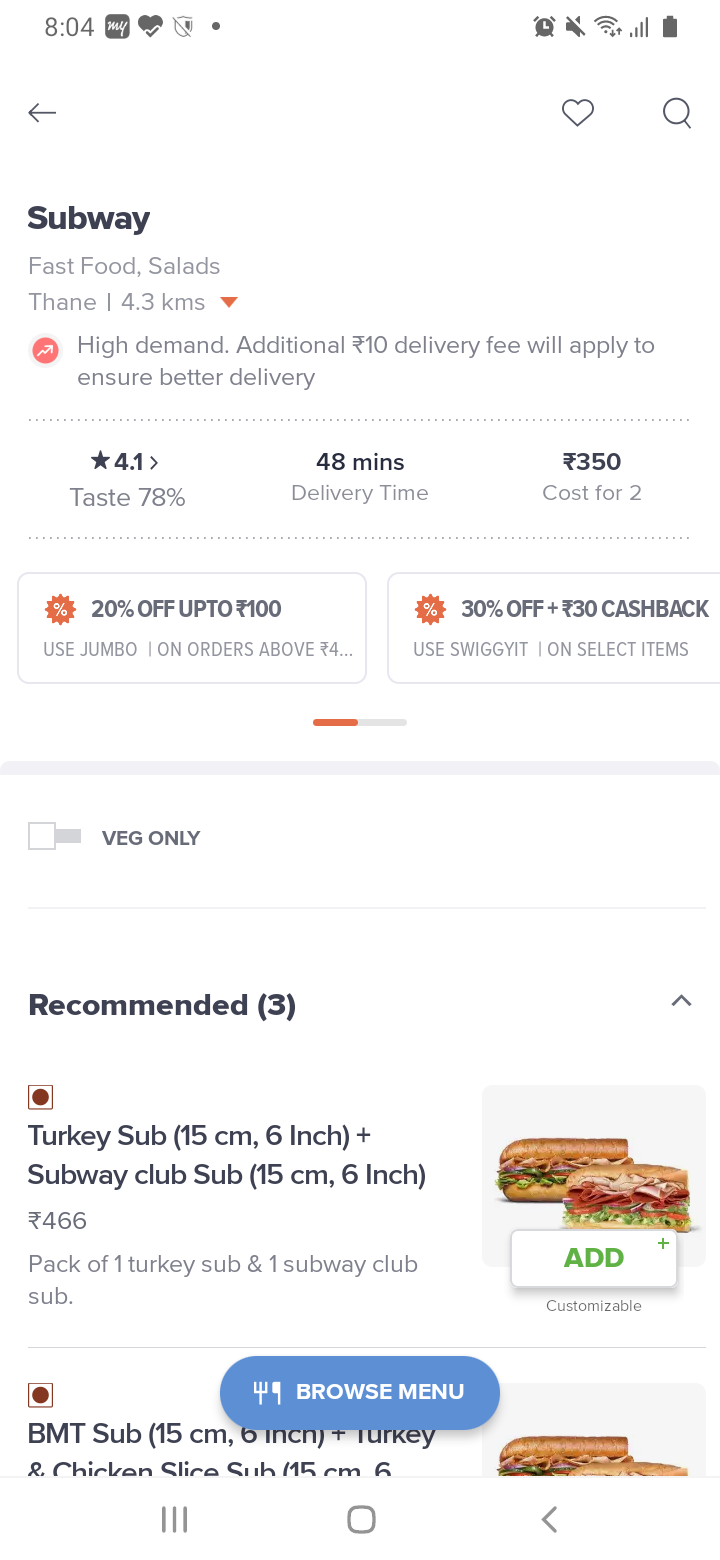 8:04
my
Subway
Fast Food, Salads
Thane | 4.3 kms
High demand. Additional ₹10 delivery fee will apply to
ensure better delivery
★ 4.1 >
48 mins
₹350
Taste 78%
Delivery Time
Cost for 2
20% OFF UPTO ₹100
USE JUMBO | ON ORDERS ABOVE ₹4...
30% OFF + ₹30 CASHBACK
USE SWIGGYIT | ON SELECT ITEMS
VEG ONLY
Recommended (3)
Turkey Sub (15 cm, 6 Inch) +
Subway club Sub (15 cm, 6 Inch)
₹466
Pack of 1 turkey sub & 1 subway club
sub.
ADD +
Customizable
BROWSE MENU
BMT Sub (15 cm, 6 Inch) + Turkey
& Chicken Slice Sub (15 cm, 6